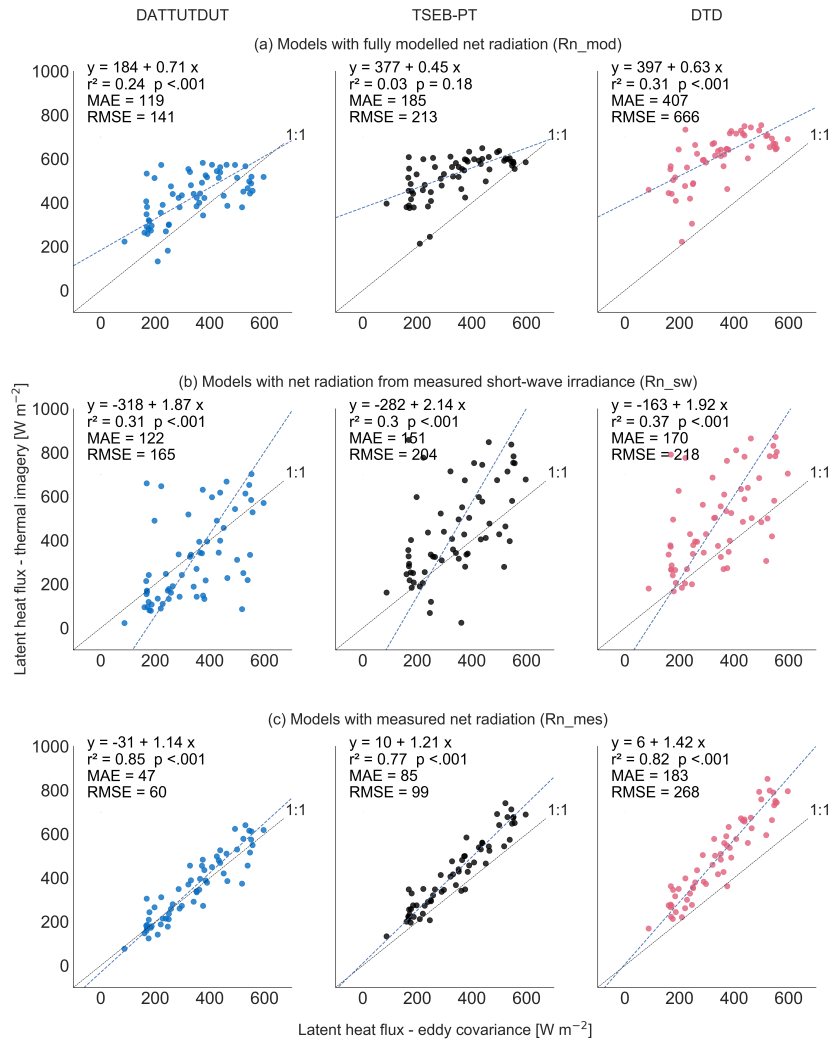 DATTUTDUT TSEB-PT DTD
(a) Models with fully modelled net radiation (Rn_mod)
y = 184 + 0.71 x
r² = 0.24 p <.001
MAE = 119
RMSE = 141
1:1
y = 377 + 0.45 x
r² = 0.03 p = 0.18
MAE = 185
RMSE = 213
1:1
y = 397 + 0.63 x
r² = 0.31 p <.001
MAE = 407
RMSE = 666
1:1
1000
800
600
400
200
0
0 200 400 600
0 200 400 600
0 200 400 600
Latent heat flux - thermal imagery [W m⁻²]
(b) Models with net radiation from measured short-wave irradiance (Rn_sw)
y = -318 + 1.87 x
r² = 0.31 p <.001
MAE = 122
RMSE = 165
1:1
y = -282 + 2.14 x
r² = 0.3 p <.001
MAE = 151
RMSE = 204
1:1
y = -163 + 1.92 x
r² = 0.37 p <.001
MAE = 170
RMSE = 218
1:1
1000
800
600
400
200
0
0 200 400 600
0 200 400 600
0 200 400 600
(c) Models with measured net radiation (Rn_mes)
y = -31 + 1.14 x
r² = 0.85 p <.001
MAE = 47
RMSE = 60
1:1
y = 10 + 1.21 x
r² = 0.77 p <.001
MAE = 85
RMSE = 99
1:1
y = 6 + 1.42 x
r² = 0.82 p <.001
MAE = 183
RMSE = 268
1:1
1000
800
600
400
200
0
0 200 400 600
0 200 400 600
0 200 400 600
Latent heat flux - eddy covariance [W m⁻²]